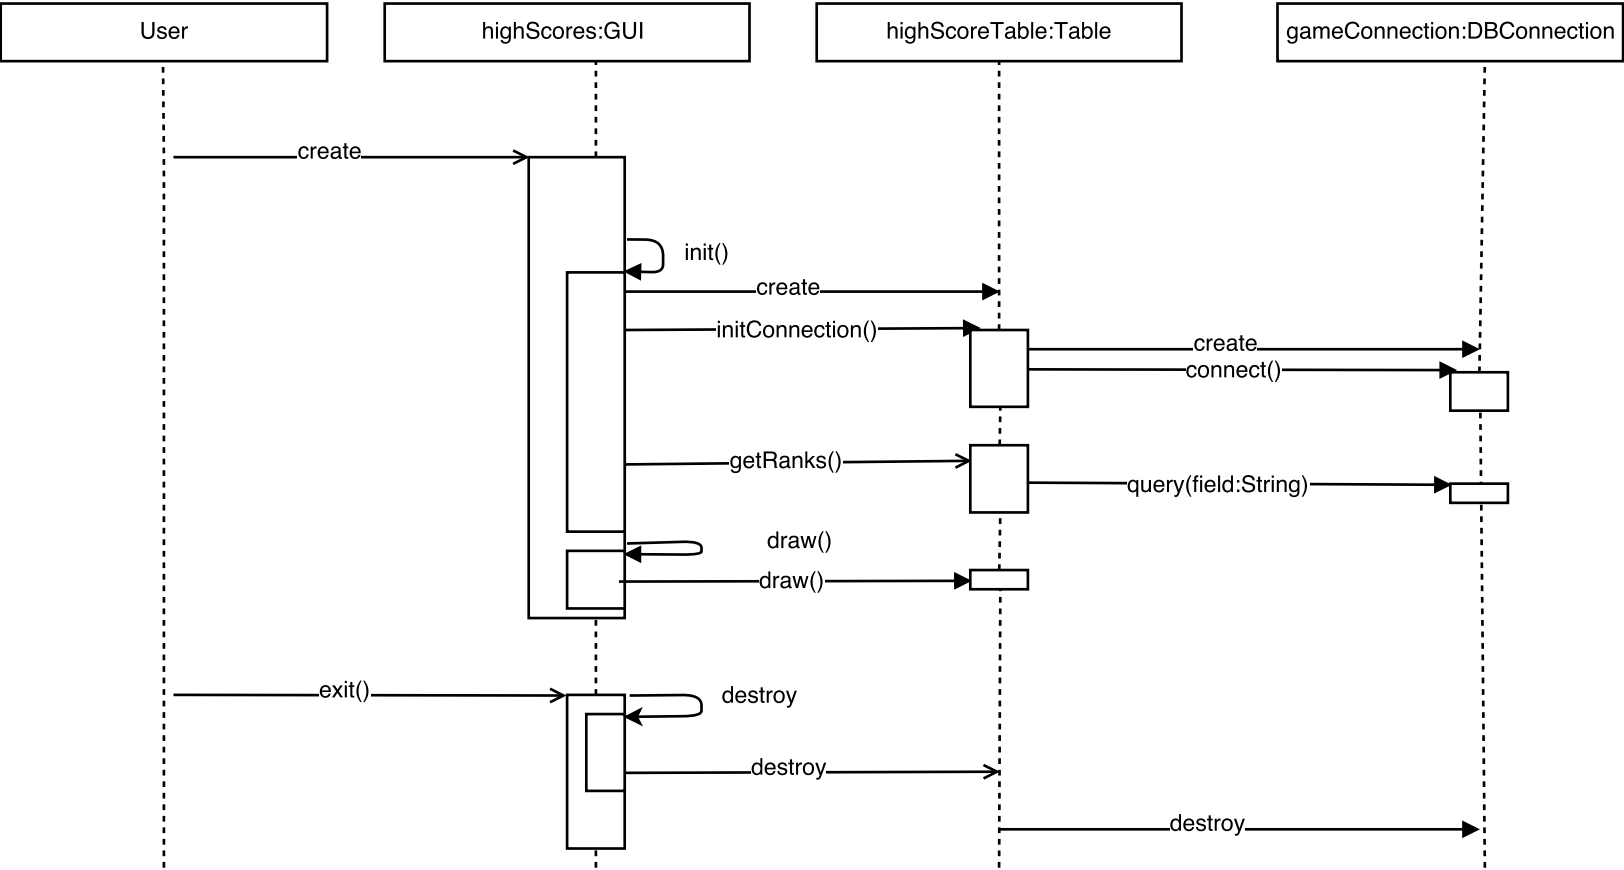 User
highScores:GUI
highScoreTable:Table
gameConnection:DBConnection
create
init()
create
initConnection()
create
connect()
getRanks()
query(field:String)
draw()
draw()
exit()
destroy
destroy
destroy